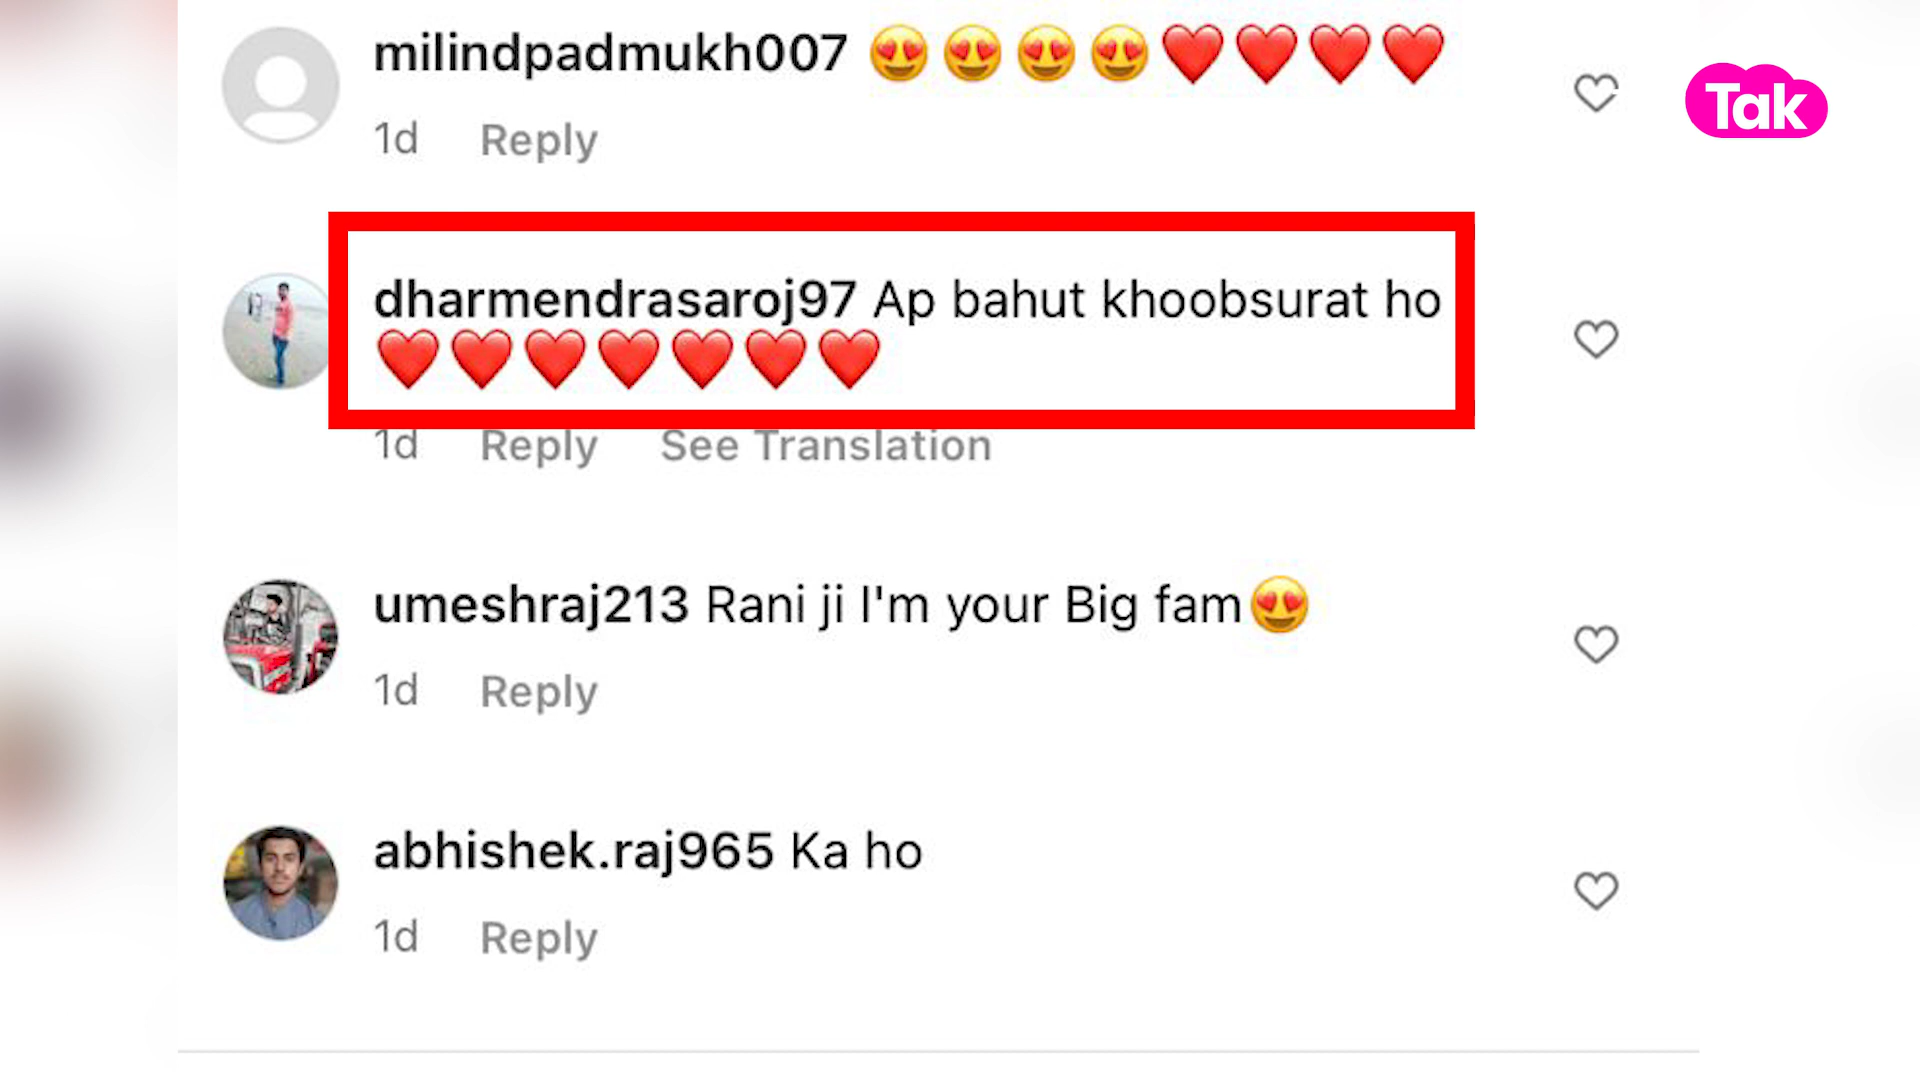 milindpadmukh007 😍😍😍😍❤️❤️❤️❤️
1d Reply
Tak
dharmendrasaroj97 Ap bahut khoobsurat ho
❤️❤️❤️❤️❤️❤️❤️
1d Reply See Translation
umeshraj213 Rani ji I'm your Big fam😍
1d Reply
abhishek.raj965 Ka ho
1d Reply